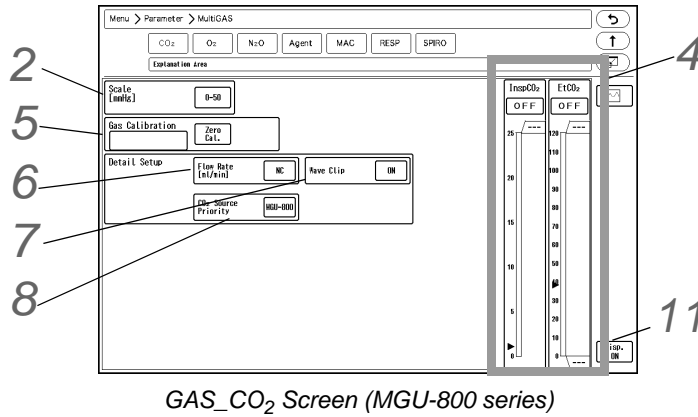 Menu > Parameter > MultiGAS
CO₂ O₂ N₂O Agent MAC RESP SPIRO
Explanation Area
2
4
Scale
[mmHg]
0-50
InspCO₂ EtCO₂
OFF OFF
5
Gas Calibration
Zero
Cal.
6
Detail Setup
Flow Rate
[ml/min]
NC
Wave Clip
ON
7
CO₂ Source
Priority
MGU-800
8
25
20
15
10
5
0
---
120
100
90
80
70
60
50
30
20
10
0
---
---
11
Disp.
ON
GAS_CO₂ Screen (MGU-800 series)